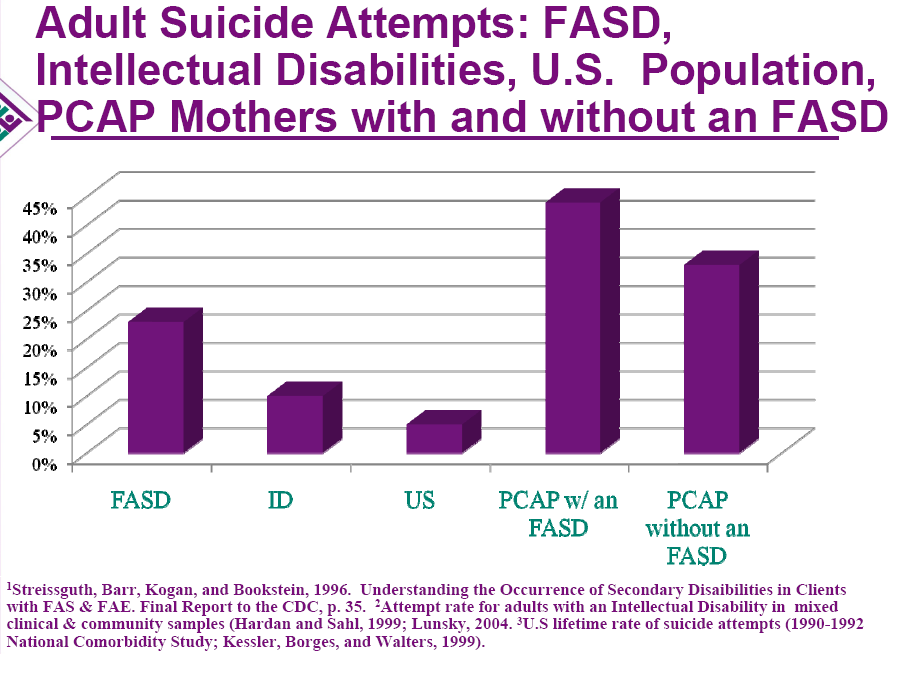 Adult Suicide Attempts: FASD,
Intellectual Disabilities, U.S. Population,
PCAP Mothers with and without an FASD
45%
40%
35%
30%
25%
20%
15%
10%
5%
0%
FASD
ID
US
PCAP w/ an
FASD
PCAP
without an
FASD
¹Streissguth, Barr, Kogan, and Bookstein, 1996. Understanding the Occurrence of Secondary Disaibilities in Clients
with FAS & FAE. Final Report to the CDC, p. 35. ²Attempt rate for adults with an Intellectual Disability in mixed
clinical & community samples (Hardan and Sahl, 1999; Lunsky, 2004. ³U.S lifetime rate of suicide attempts (1990-1992
National Comorbidity Study; Kessler, Borges, and Walters, 1999).